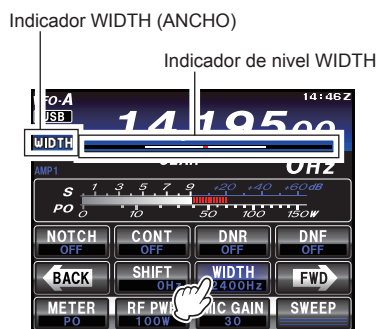 Indicador WIDTH (ANCHO)
Indicador de nivel WIDTH
VFO-A 14:46Z
USB 14,195,00
WIDTH
AMP1 0Hz
S 1 3 5 7 9 +20 +40 +60dB
PO 0 10 50 100 150W
NOTCH CONT DNR DNF
OFF OFF OFF OFF
BACK SHIFT WIDTH FWD
0Hz 2400Hz
METER RF PWR MIC GAIN SWEEP
PO 100W 30